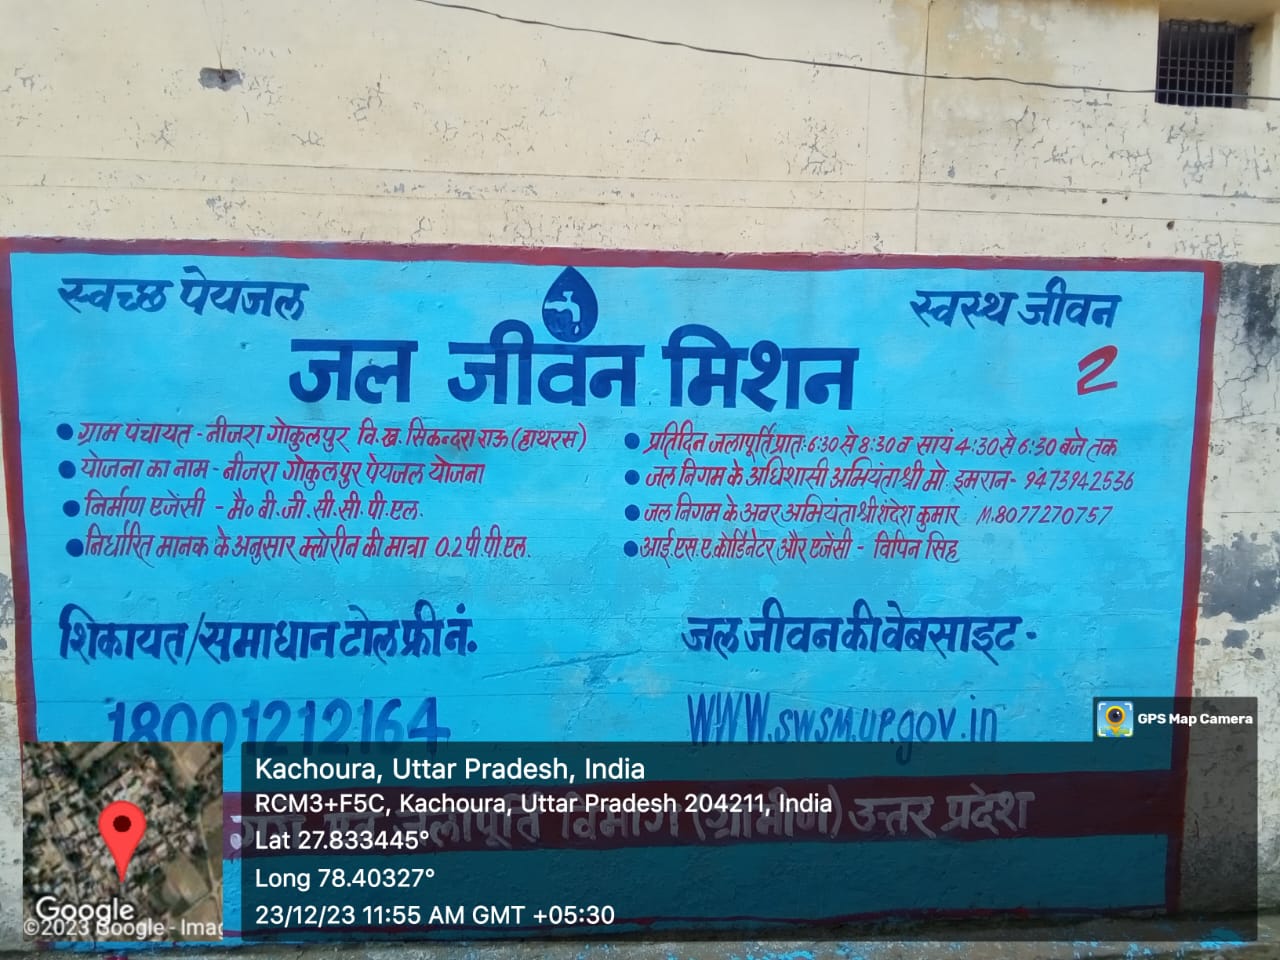 स्वच्छ पेयजल
स्वस्थ जीवन
जल जीवन मिशन
2
• ग्राम पंचायत - नीजरा गोकुलपुर वि.ख. सिकन्दरा राऊ (हाथरस)
• योजना का नाम - नीजरा गोकुलपुर पेयजल योजना
• निर्माण एजेंसी - मै० बी.जी.सी.सी.पी.एल.
• निर्धारित मानक के अनुसार क्लोरीन की मात्रा 0.2 पी पी एल.
• प्रतिदिन जलापूर्ति प्रातः 6:30 से 8:30 व सायं 4:30 से 6:30 बजे तक
• जल निगम के अधिशासी अभियंता श्री मो. इमरान - 9473942536
• जल निगम के अवर अभियंता श्री शंदेश कुमार M.8077270757
• आई.एस.ए.कोर्डिनेटर और एजेंसी - विपिन सिंह
शिकायत/समाधान टोल फ्री नं.
18001212164
जल जीवन की वेबसाइट -
WWW.SWSM.UP.gov.in
जलापूर्ति विभाग (ग्रामीण) उत्तर प्रदेश
GPS Map Camera
Kachoura, Uttar Pradesh, India
RCM3+F5C, Kachoura, Uttar Pradesh 204211, India
Lat 27.833445°
Long 78.40327°
23/12/23 11:55 AM GMT +05:30
Google
©2023 Google - Imag